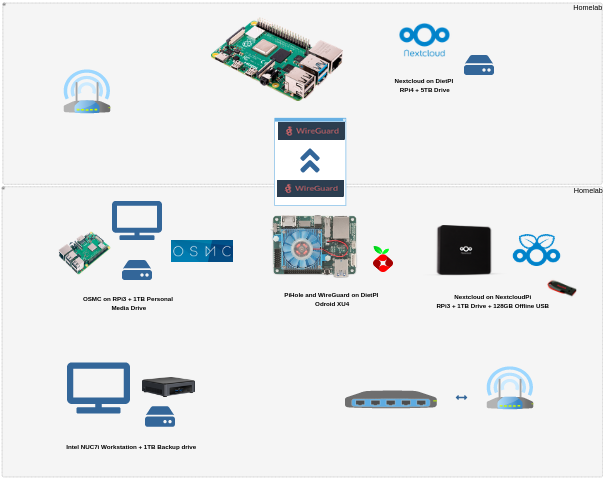 Homelab
Nextcloud
Nextcloud on DietPI
RPi4 + 5TB Drive
WireGuard
WireGuard
Homelab
OSMC
OSMC on RPi3 + 1TB Personal
Media Drive
PiHole and WireGuard on DietPI
Odroid XU4
Nextcloud on NextcloudPi
RPi3 + 1TB Drive + 128GB Offline USB
Intel NUC7i Workstation + 1TB Backup drive